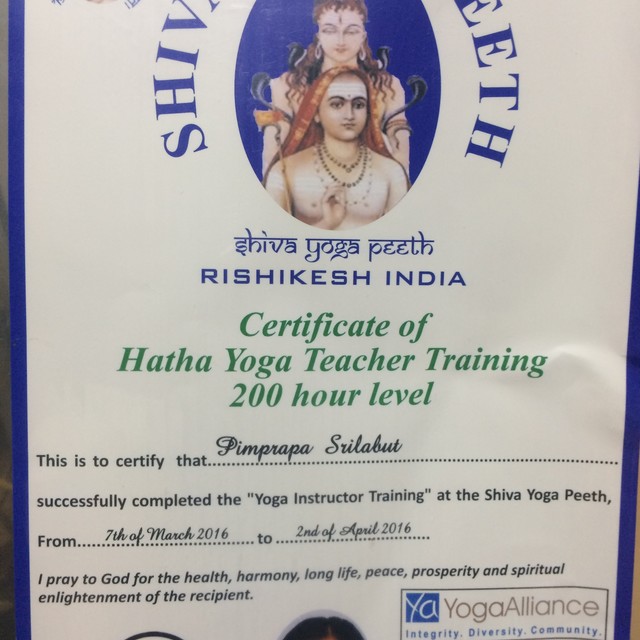 SHIVA PEETH
shiva yoga peeth
RISHIKESH INDIA
Certificate of
Hatha Yoga Teacher Training
200 hour level
This is to certify that Pimprapa Srilabut
successfully completed the "Yoga Instructor Training" at the Shiva Yoga Peeth,
From 7th of March 2016 to 2nd of April 2016
I pray to God for the health, harmony, long life, peace, prosperity and spiritual
enlightenment of the recipient.
Ya YogaAlliance
Integrity. Diversity. Community.